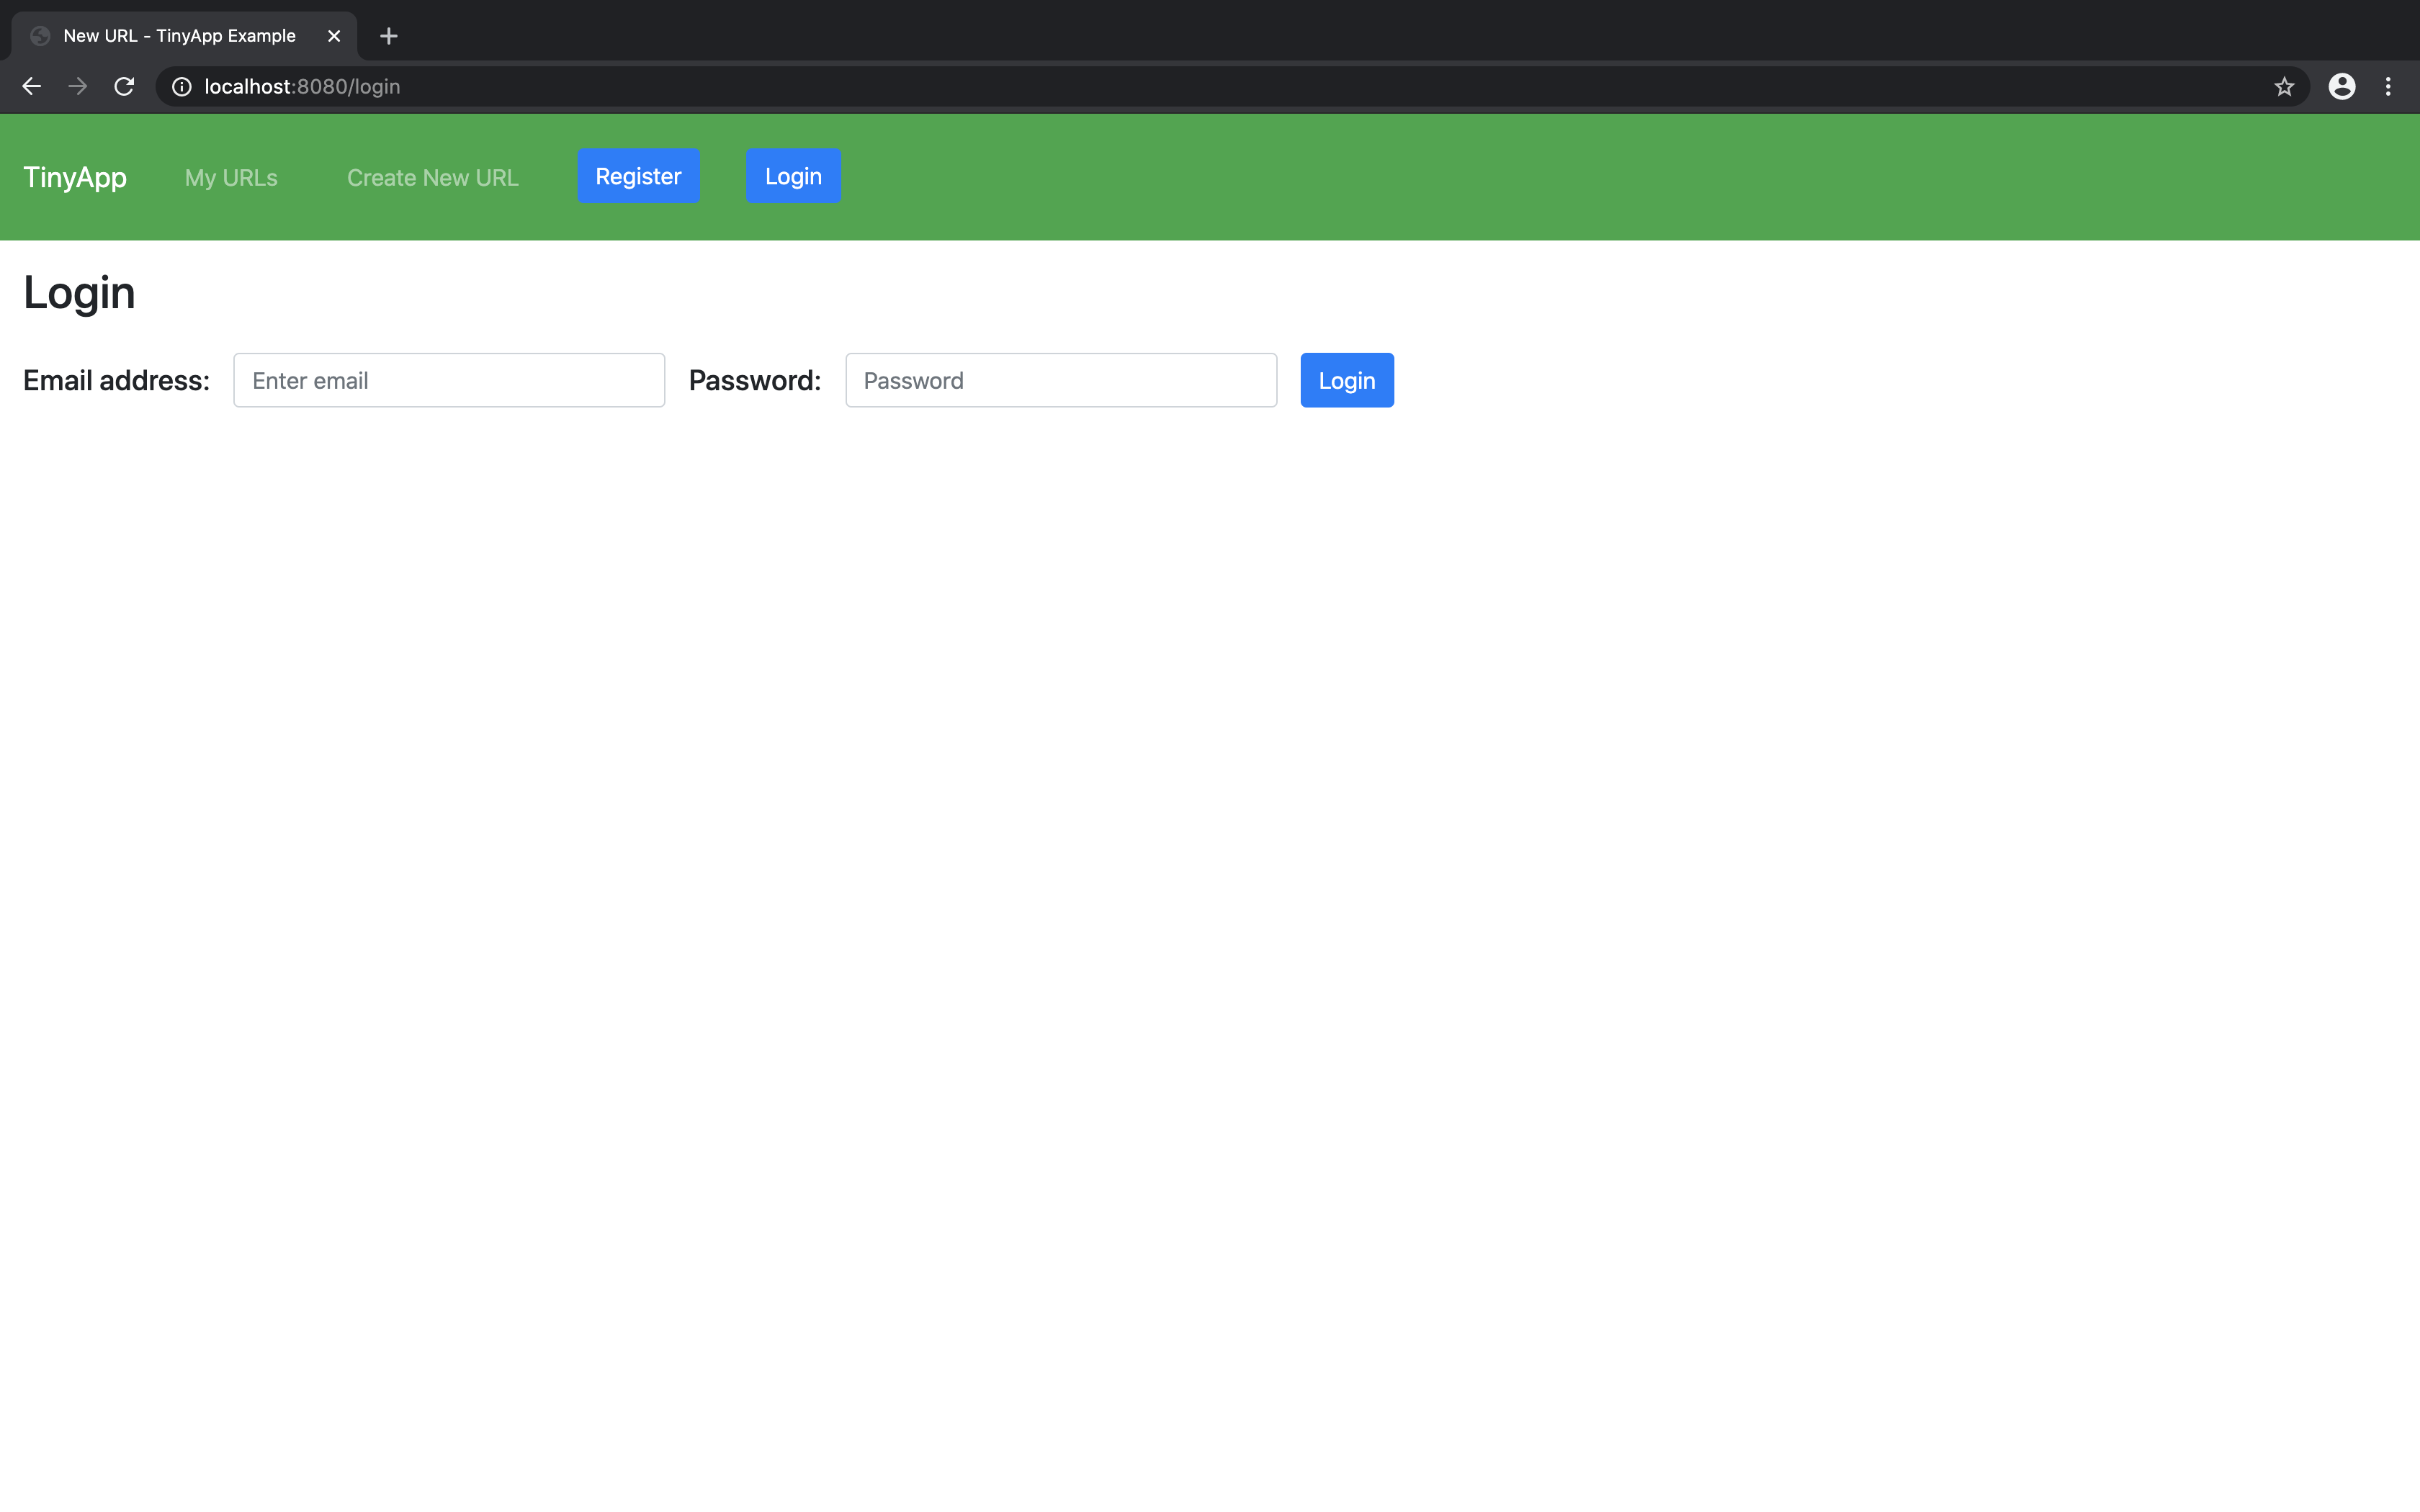 New URL - TinyApp Example
localhost:8080/login
TinyApp My URLs Create New URL Register Login
Login
Email address: Enter email Password: Password Login